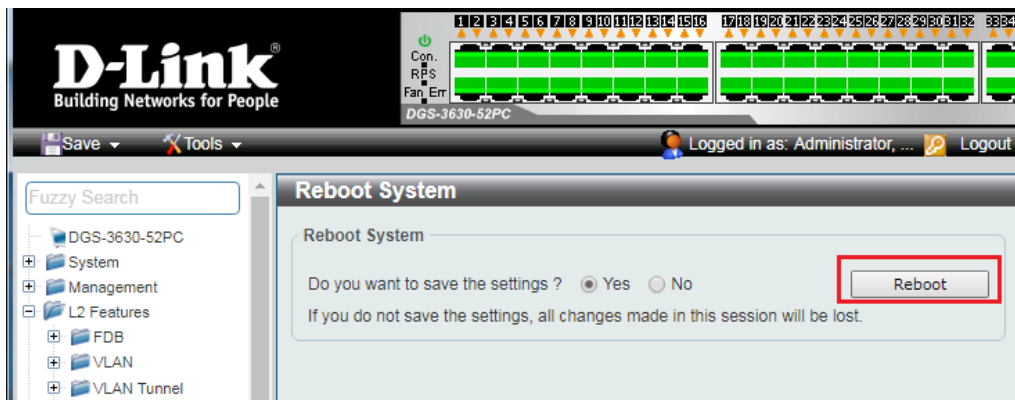 D-Link®
Building Networks for People
1 2 3 4 5 6 7 8 9 10 11 12 13 14 15 16 17 18 19 20 21 22 23 24 25 26 27 28 29 30 31 32 33 34
Con.
RPS
Fan Err
DGS-3630-52PC
Save Tools Logged in as: Administrator, ... Logout
Fuzzy Search
DGS-3630-52PC
System
Management
L2 Features
FDB
VLAN
VLAN Tunnel
Reboot System
Reboot System
Do you want to save the settings ? Yes No Reboot
If you do not save the settings, all changes made in this session will be lost.